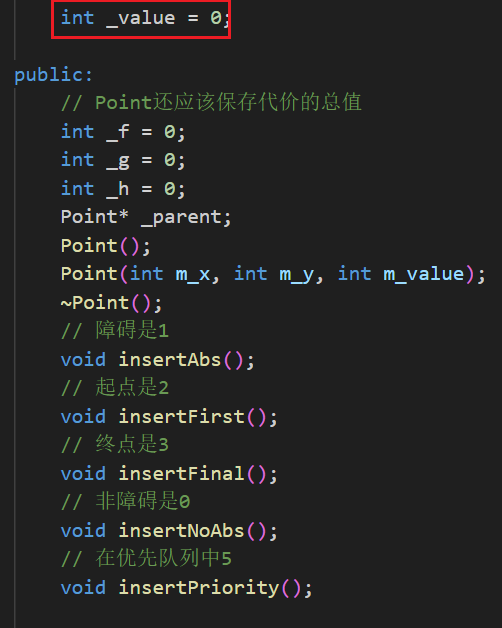 int _value = 0;
public:
// Point还应该保存代价的总值
int _f = 0;
int _g = 0;
int _h = 0;
Point* _parent;
Point();
Point(int m_x, int m_y, int m_value);
~Point();
// 障碍是1
void insertAbs();
// 起点是2
void insertFirst();
// 终点是3
void insertFinal();
// 非障碍是0
void insertNoAbs();
// 在优先队列中5
void insertPriority();